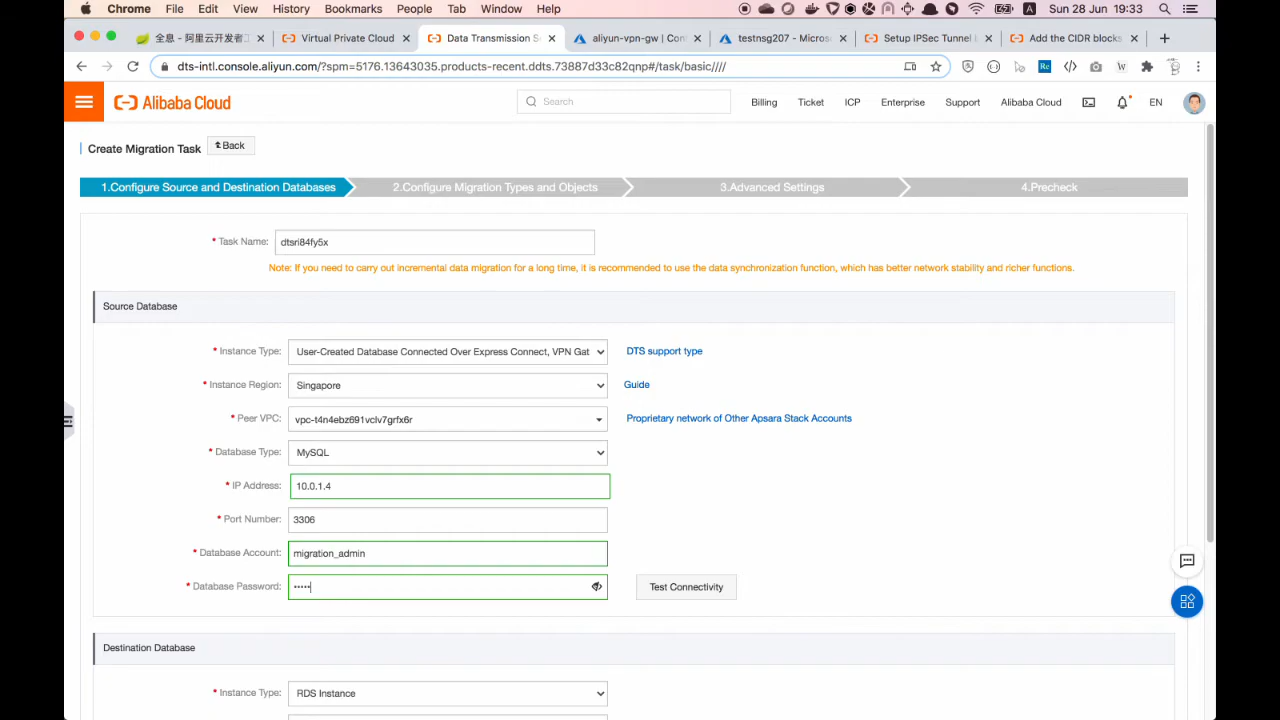 Chrome File Edit View History Bookmarks People Tab Window Help Sun 28 Jun 19:33
全息 - 阿里云开发者 Virtual Private Cloud Data Transmission S aliyun-vpn-gw | Con testnsg207 - Micros Setup IPSec Tunnel Add the CIDR blocks
dts-intl.console.aliyun.com/?spm=5176.13643035.products-recent.ddts.73887d33c82qnp#/task/basic////
Alibaba Cloud Search Billing Ticket ICP Enterprise Support Alibaba Cloud EN
Create Migration Task Back
1.Configure Source and Destination Databases 2.Configure Migration Types and Objects 3.Advanced Settings 4.Precheck
* Task Name: dtsri84fy5x
Note: If you need to carry out incremental data migration for a long time, it is recommended to use the data synchronization function, which has better network stability and richer functions.
Source Database
* Instance Type: User-Created Database Connected Over Express Connect, VPN Gat DTS support type
* Instance Region: Singapore Guide
* Peer VPC: vpc-t4n4ebz691vclv7grfx6r Proprietary network of Other Apsara Stack Accounts
* Database Type: MySQL
* IP Address: 10.0.1.4
* Port Number: 3306
* Database Account: migration_admin
* Database Password: ••••• Test Connectivity
Destination Database
* Instance Type: RDS Instance